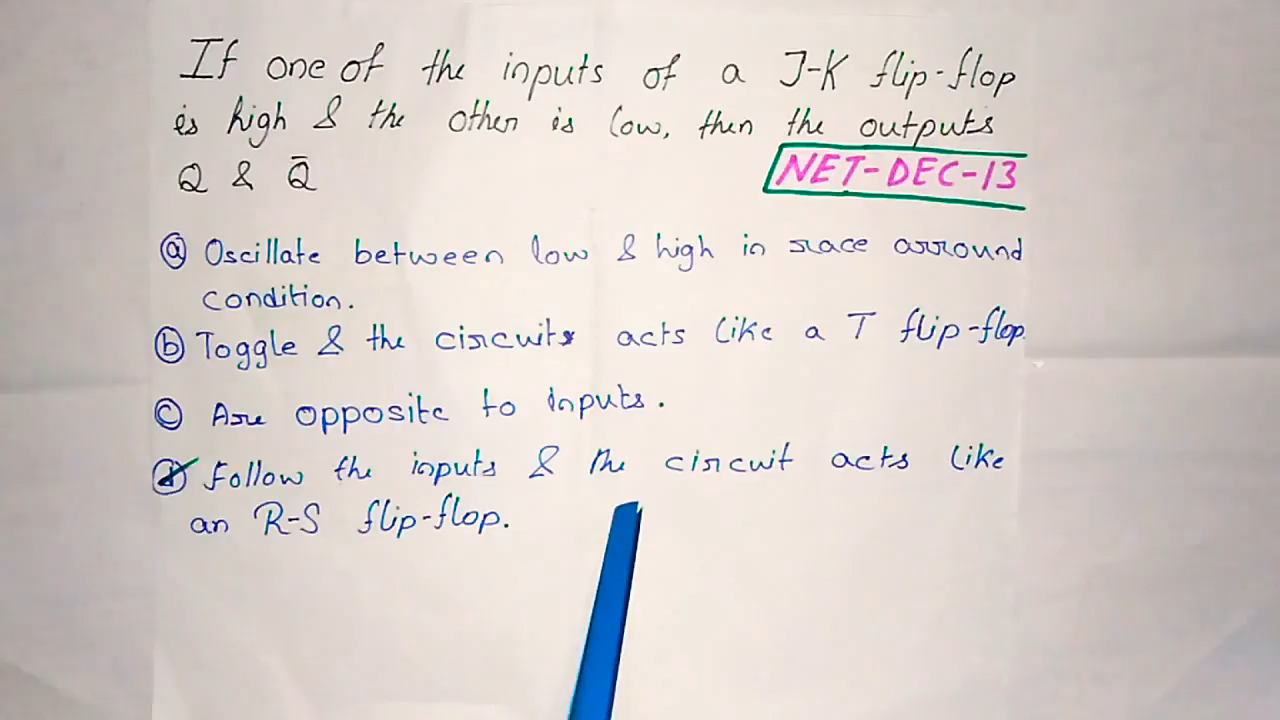 If one of the inputs of a J-K flip-flop
is high & the other is low, then the outputs
Q & Q̄
NET-DEC-13
ⓐ Oscillate between low & high in race arround
condition.
ⓑ Toggle & the circuits acts like a T flip-flop.
ⓒ Are opposite to inputs.
ⓓ Follow the inputs & the circuit acts like
an R-S flip-flop.